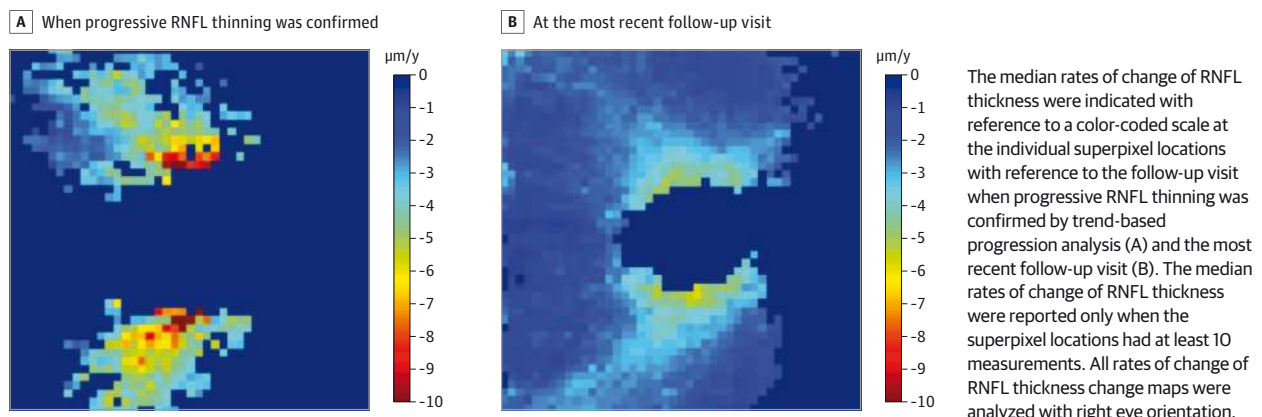 A When progressive RNFL thinning was confirmed
B At the most recent follow-up visit
µm/y
0
-1
-2
-3
-4
-5
-6
-7
-8
-9
-10
µm/y
0
-1
-2
-3
-4
-5
-6
-7
-8
-9
-10
The median rates of change of RNFL
thickness were indicated with
reference to a color-coded scale at
the individual superpixel locations
with reference to the follow-up visit
when progressive RNFL thinning was
confirmed by trend-based
progression analysis (A) and the most
recent follow-up visit (B). The median
rates of change of RNFL thickness
were reported only when the
superpixel locations had at least 10
measurements. All rates of change of
RNFL thickness change maps were
analyzed with right eye orientation.